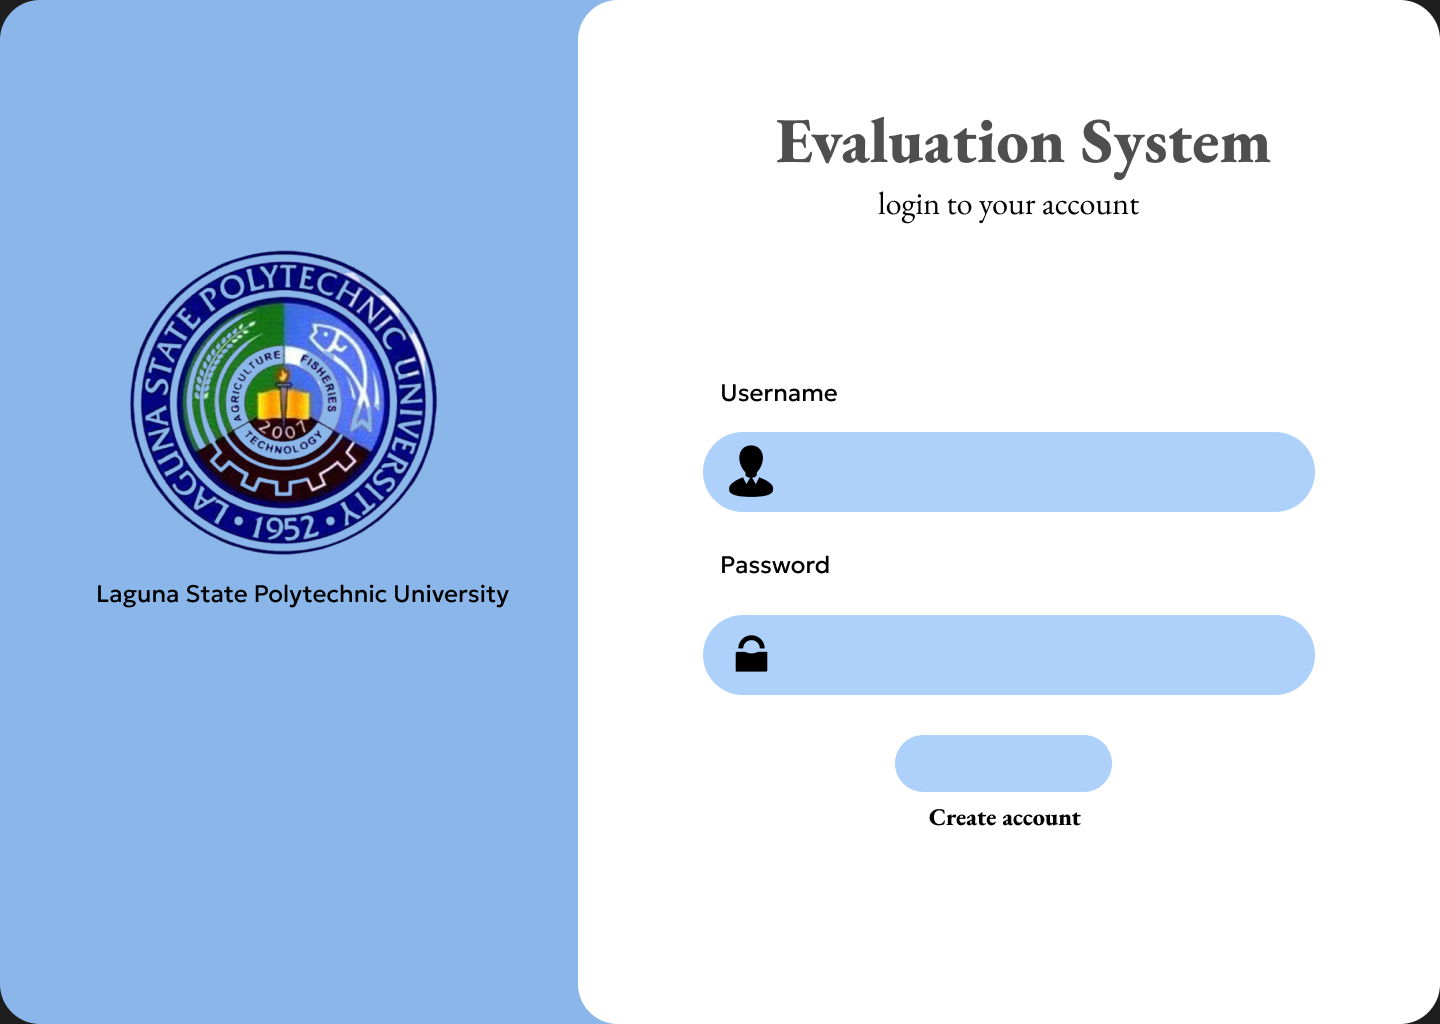 LAGUNA STATE POLYTECHNIC UNIVERSITY
• 1952 •
AGRICULTURE
FISHERIES
2007
TECHNOLOGY
Laguna State Polytechnic University
Evaluation System
login to your account
Username
Password
Create account